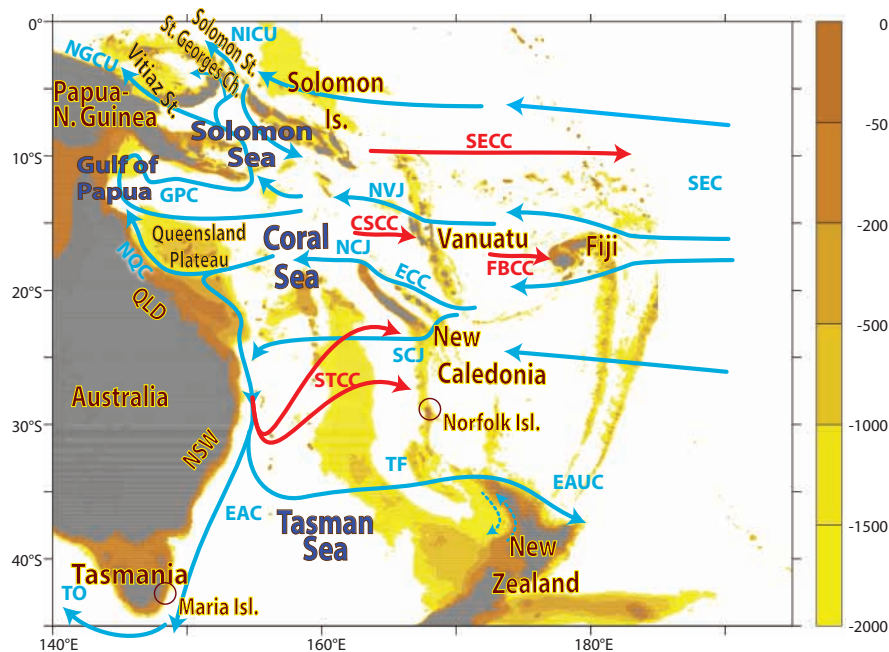 0°
10°S
20°S
30°S
40°S
140°E
160°E
180°E
NGCU
Vitiaz St.
St. Georges Ch.
Solomon St.
NICU
Solomon
Is.
Papua-
N. Guinea
Solomon
Sea
SECC
SEC
Gulf of
Papua
GPC
NVJ
CSCC
Vanuatu
Fiji
FBCC
Queensland
Plateau
Coral
Sea
NCJ
ECC
NQC
QLD
New
Caledonia
SCJ
STCC
Australia
Norfolk Isl.
NSW
TF
EAUC
EAC
Tasman
Sea
New
Zealand
Tasmania
TO
Maria Isl.
0
-50
-200
-500
-1000
-1500
-2000